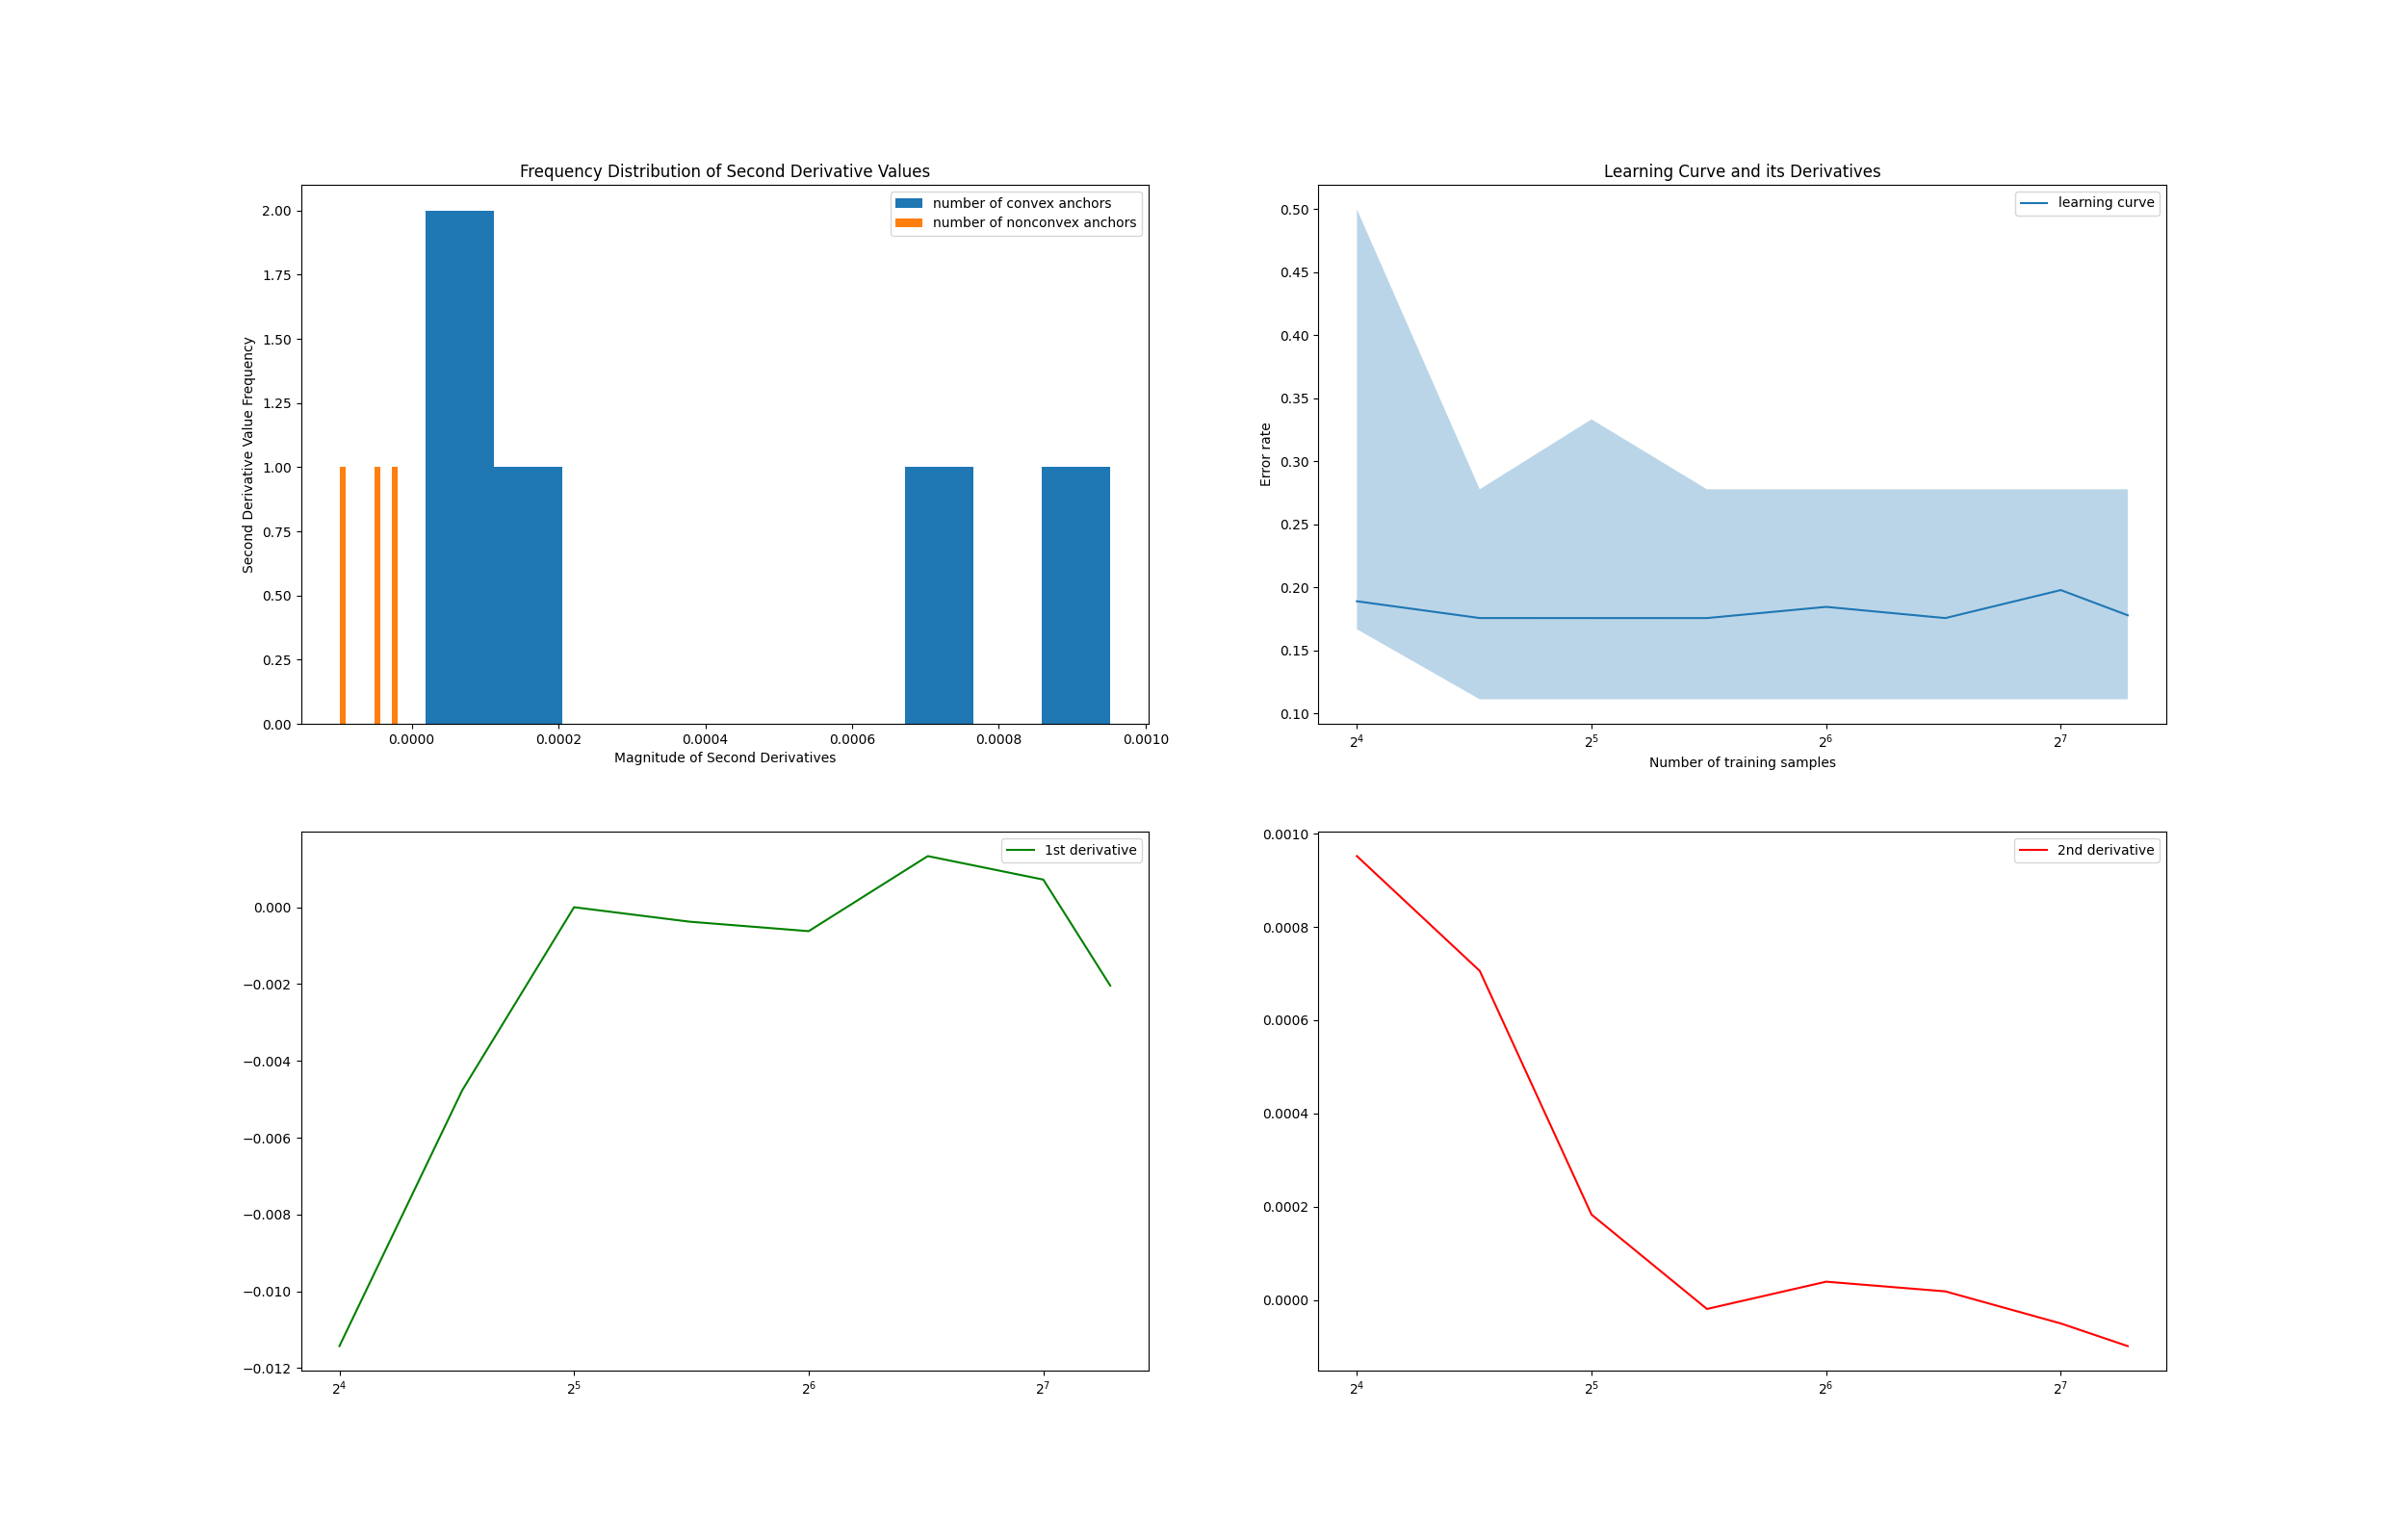 Frequency Distribution of Second Derivative Values
number of convex anchors
number of nonconvex anchors
Second Derivative Value Frequency
2.00
1.75
1.50
1.25
1.00
0.75
0.50
0.25
0.00
0.0000 0.0002 0.0004 0.0006 0.0008 0.0010
Magnitude of Second Derivatives
Learning Curve and its Derivatives
learning curve
Error rate
0.50
0.45
0.40
0.35
0.30
0.25
0.20
0.15
0.10
2⁴ 2⁵ 2⁶ 2⁷
Number of training samples
1st derivative
0.000
−0.002
−0.004
−0.006
−0.008
−0.010
−0.012
2⁴ 2⁵ 2⁶ 2⁷
2nd derivative
0.0010
0.0008
0.0006
0.0004
0.0002
0.0000
2⁴ 2⁵ 2⁶ 2⁷